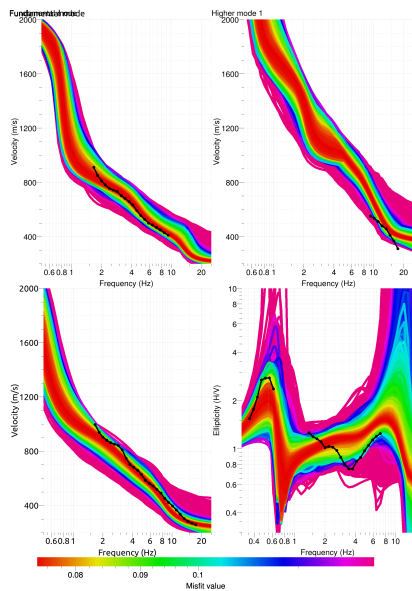 Fundamental mode
Higher mode 1
2000
1600
1200
800
400
Velocity (m/s)
0.6 0.8 1 2 4 6 8 10 20
Frequency (Hz)
2000
1600
1200
800
400
Velocity (m/s)
0.6 0.8 1 2 4 6 8 10 20
Frequency (Hz)
2000
1600
1200
800
400
Velocity (m/s)
0.6 0.8 1 2 4 6 8 10 20
Frequency (Hz)
10
8
6
4
2
1
0.8
0.6
0.4
Ellipticity (H/V)
0.4 0.6 0.8 1 2 4 6 8 10
Frequency (Hz)
0.08 0.09 0.1
Misfit value